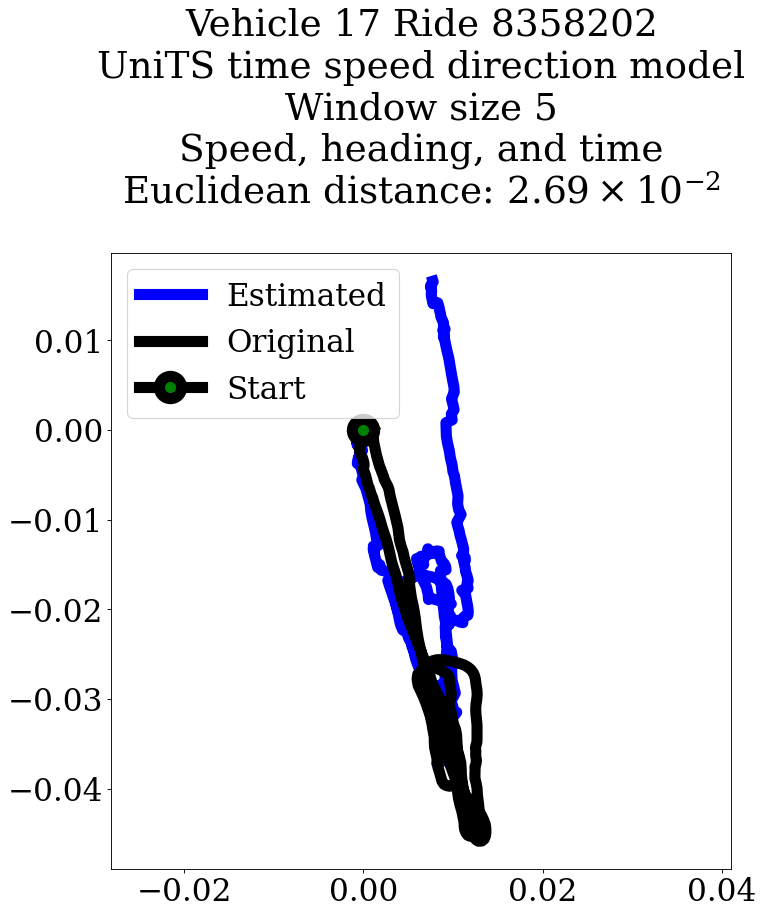 Vehicle 17 Ride 8358202
UniTS time speed direction model
Window size 5
Speed, heading, and time
Euclidean distance: 2.69 × 10⁻²
Estimated
Original
Start
0.01
0.00
−0.01
−0.02
−0.03
−0.04
−0.02 0.00 0.02 0.04